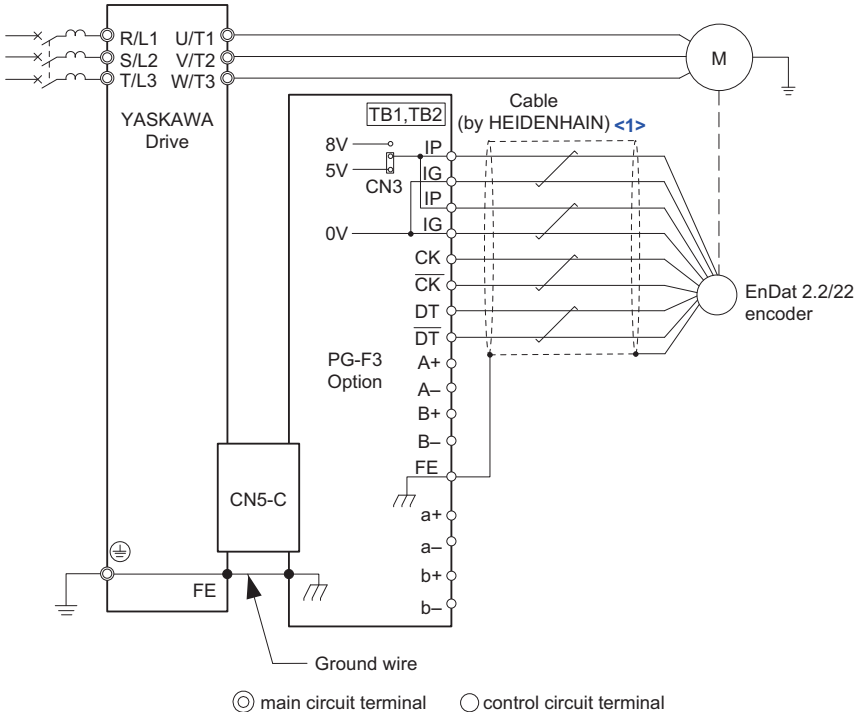 R/L1 U/T1
S/L2 V/T2
T/L3 W/T3
YASKAWA
Drive
M
TB1,TB2
Cable
(by HEIDENHAIN) <1>
8V
5V
CN3
0V
IP
IG
IP
IG
CK
C̅K̅
DT
D̅T̅
A+
A–
B+
B–
FE
a+
a–
b+
b–
PG-F3
Option
EnDat 2.2/22
encoder
CN5-C
FE
Ground wire
main circuit terminal
control circuit terminal